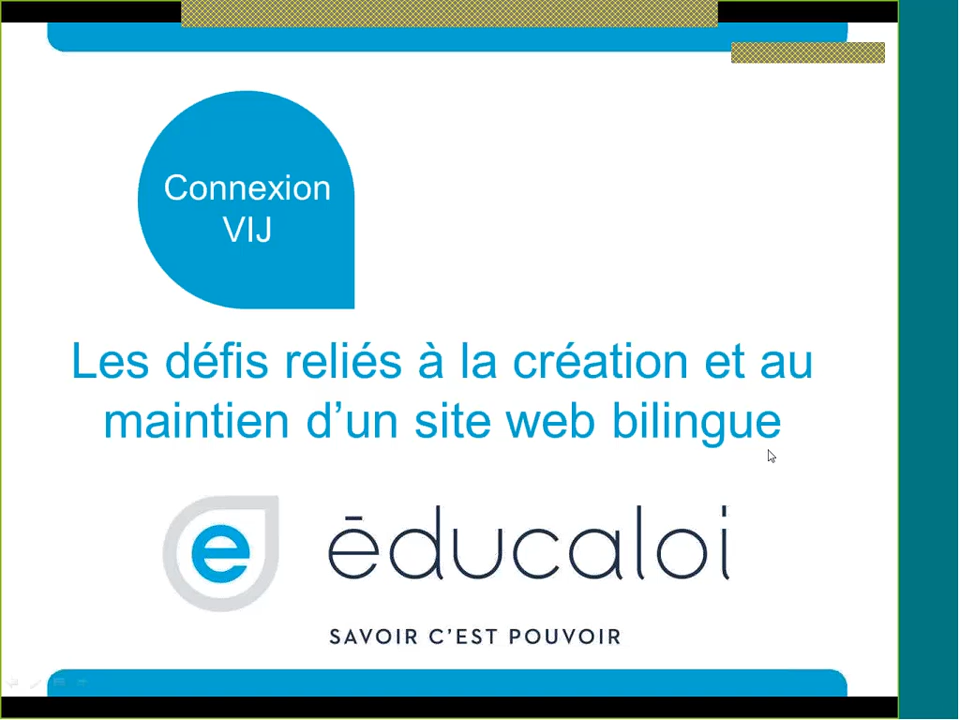 Connexion
VIJ
Les défis reliés à la création et au
maintien d'un site web bilingue
e
ēducaloi
SAVOIR C'EST POUVOIR